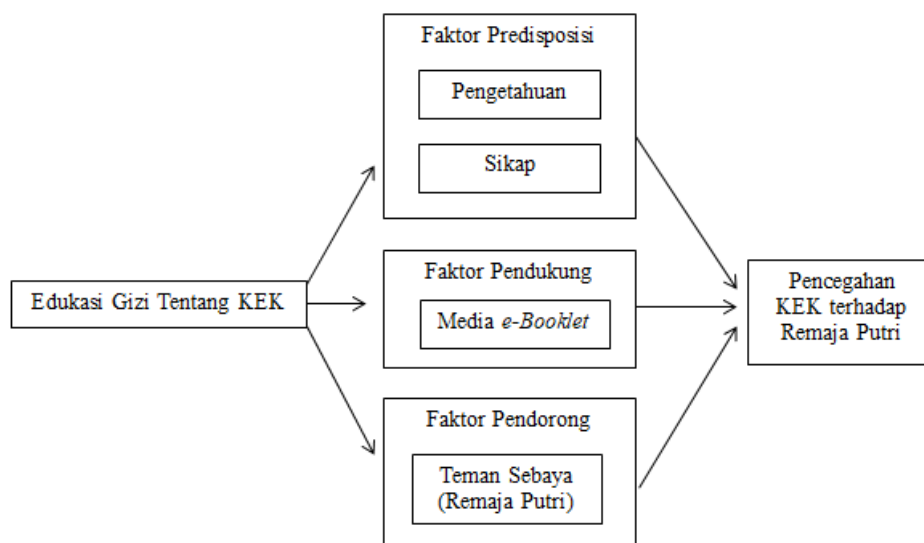 Faktor Predisposisi
Pengetahuan
Sikap
Edukasi Gizi Tentang KEK
Faktor Pendukung
Media e-Booklet
Faktor Pendorong
Teman Sebaya
(Remaja Putri)
Pencegahan
KEK terhadap
Remaja Putri